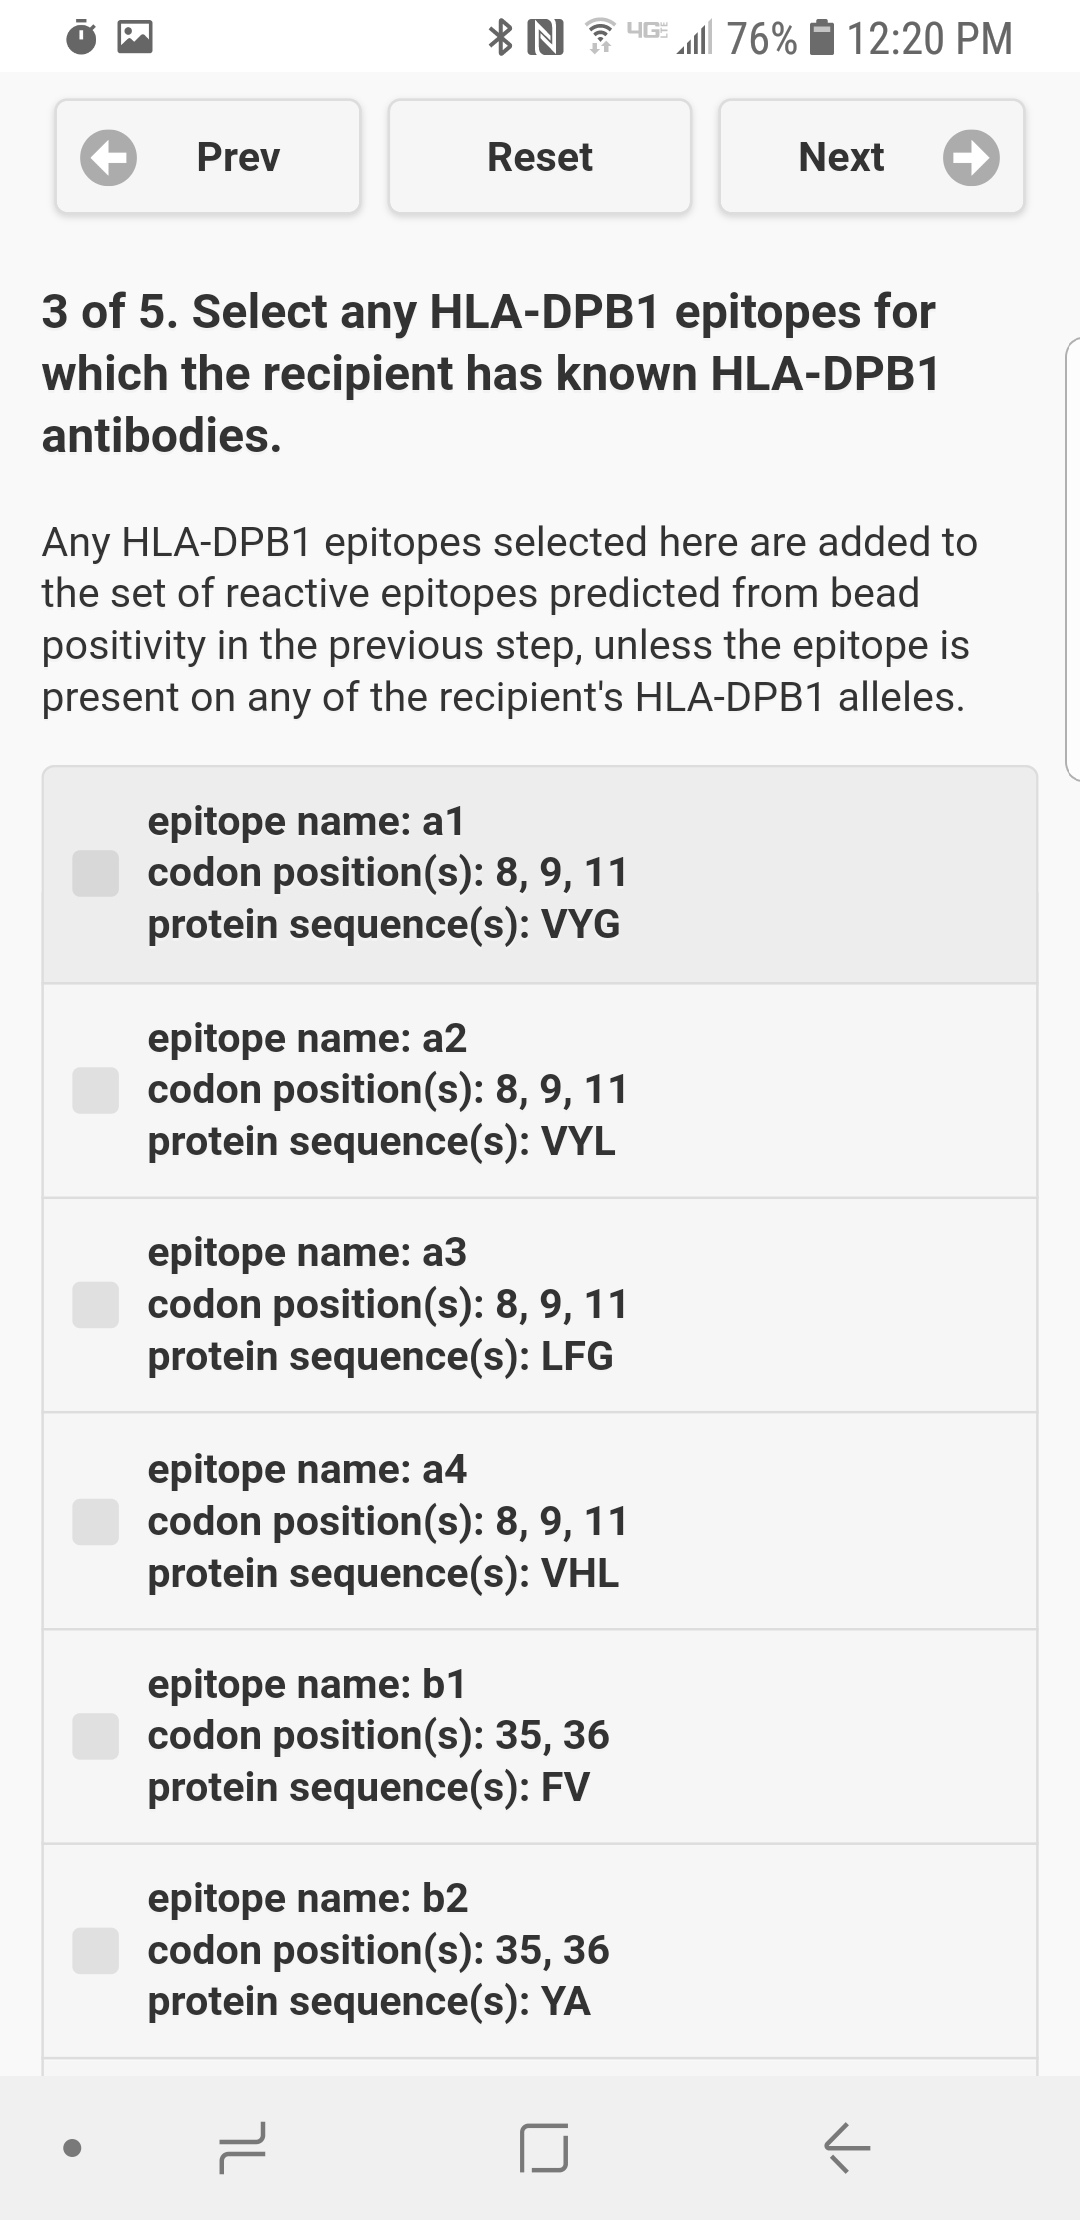 76% 12:20 PM
Prev Reset Next
3 of 5. Select any HLA-DPB1 epitopes for
which the recipient has known HLA-DPB1
antibodies.
Any HLA-DPB1 epitopes selected here are added to
the set of reactive epitopes predicted from bead
positivity in the previous step, unless the epitope is
present on any of the recipient's HLA-DPB1 alleles.
epitope name: a1
codon position(s): 8, 9, 11
protein sequence(s): VYG
epitope name: a2
codon position(s): 8, 9, 11
protein sequence(s): VYL
epitope name: a3
codon position(s): 8, 9, 11
protein sequence(s): LFG
epitope name: a4
codon position(s): 8, 9, 11
protein sequence(s): VHL
epitope name: b1
codon position(s): 35, 36
protein sequence(s): FV
epitope name: b2
codon position(s): 35, 36
protein sequence(s): YA